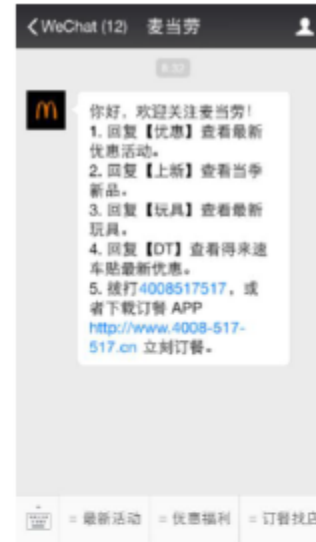 WeChat (12) 麦当劳
8:32
你好，欢迎关注麦当劳！
1. 回复【优惠】查看最新
优惠活动。
2. 回复【上新】查看当季
新品。
3. 回复【玩具】查看最新
玩具。
4. 回复【DT】查看得来速
车贴最新优惠。
5. 拨打4008517517，或
者下载订餐 APP
http://www.4008-517-
517.cn 立刻订餐。
最新活动 优惠福利 订餐找店